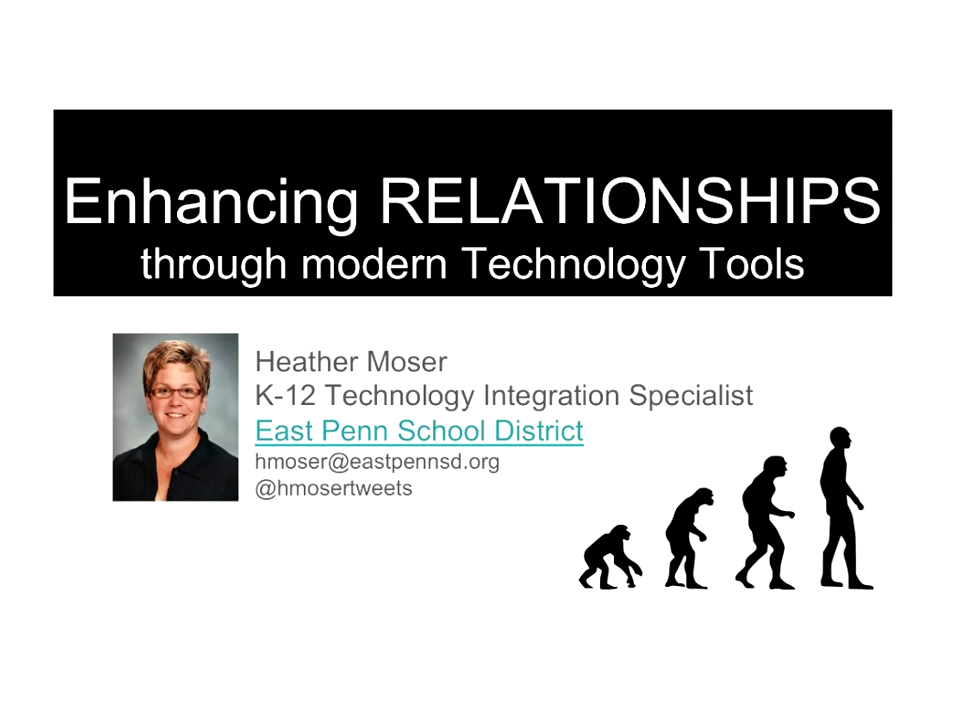 Enhancing RELATIONSHIPS
through modern Technology Tools
Heather Moser
K-12 Technology Integration Specialist
East Penn School District
hmoser@eastpennsd.org
@hmosertweets